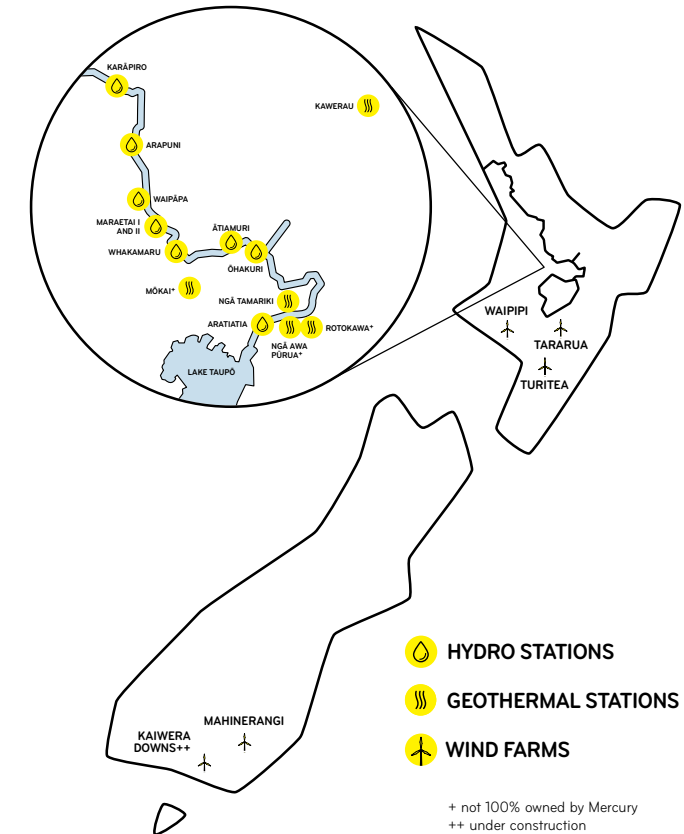 KARĀPIRO
KAWERAU
ARAPUNI
WAIPĀPA
MARAETAI I
AND II
ĀTIAMURI
WHAKAMARU
ŌHAKURI
MŌKAI+
NGĀ TAMARIKI
ARATIATIA
ROTOKAWA+
NGĀ AWA
PŪRUA+
LAKE TAUPŌ
WAIPIPI
TARARUA
TURITEA
HYDRO STATIONS
GEOTHERMAL STATIONS
WIND FARMS
MAHINERANGI
KAIWERA
DOWNS++
+ not 100% owned by Mercury
++ under construction